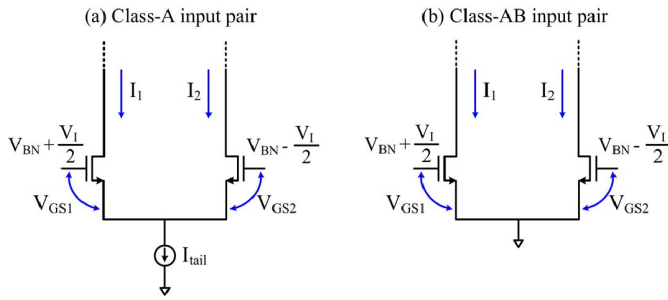 (a) Class-A input pair
I1 I2
VBN + VI/2
VBN - VI/2
VGS1 VGS2
Itail
(b) Class-AB input pair
I1 I2
VBN + VI/2
VBN - VI/2
VGS1 VGS2